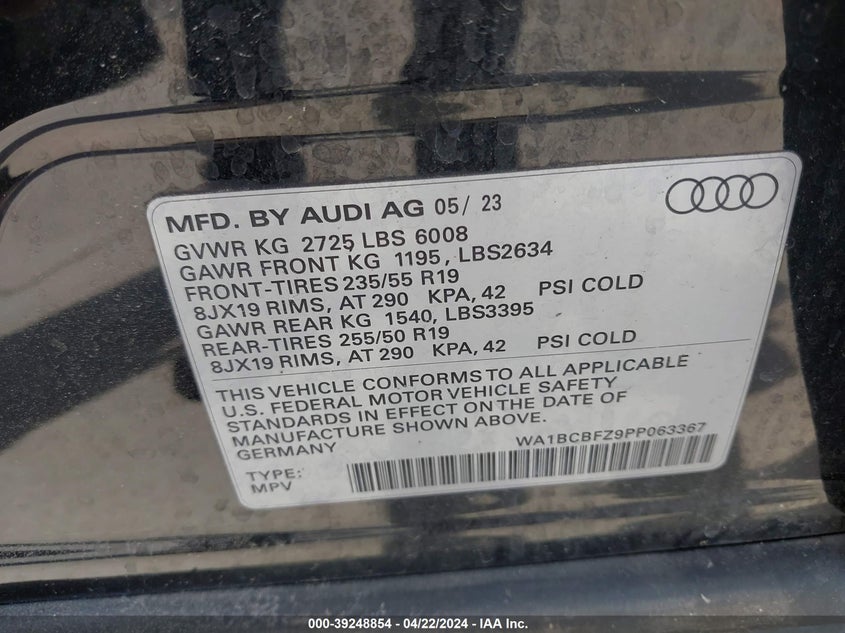 MFD. BY AUDI AG 05/ 23
GVWR KG 2725 LBS 6008
GAWR FRONT KG 1195, LBS2634
FRONT-TIRES 235/55 R19
8JX19 RIMS, AT 290 KPA, 42 PSI COLD
GAWR REAR KG 1540, LBS3395
REAR-TIRES 255/50 R19
8JX19 RIMS, AT 290 KPA, 42 PSI COLD
THIS VEHICLE CONFORMS TO ALL APPLICABLE
U.S. FEDERAL MOTOR VEHICLE SAFETY
STANDARDS IN EFFECT ON THE DATE OF
MANUFACTURE SHOWN ABOVE.
GERMANY
WA1BCBFZ9PP063367
TYPE:
MPV
000-39248854 - 04/22/2024 - IAA Inc.